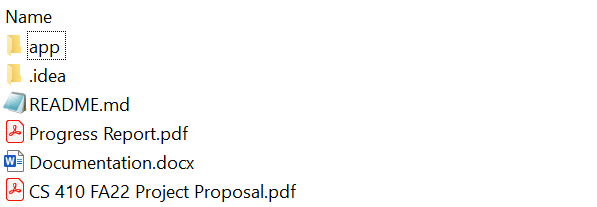 Name
app
.idea
README.md
Progress Report.pdf
Documentation.docx
CS 410 FA22 Project Proposal.pdf